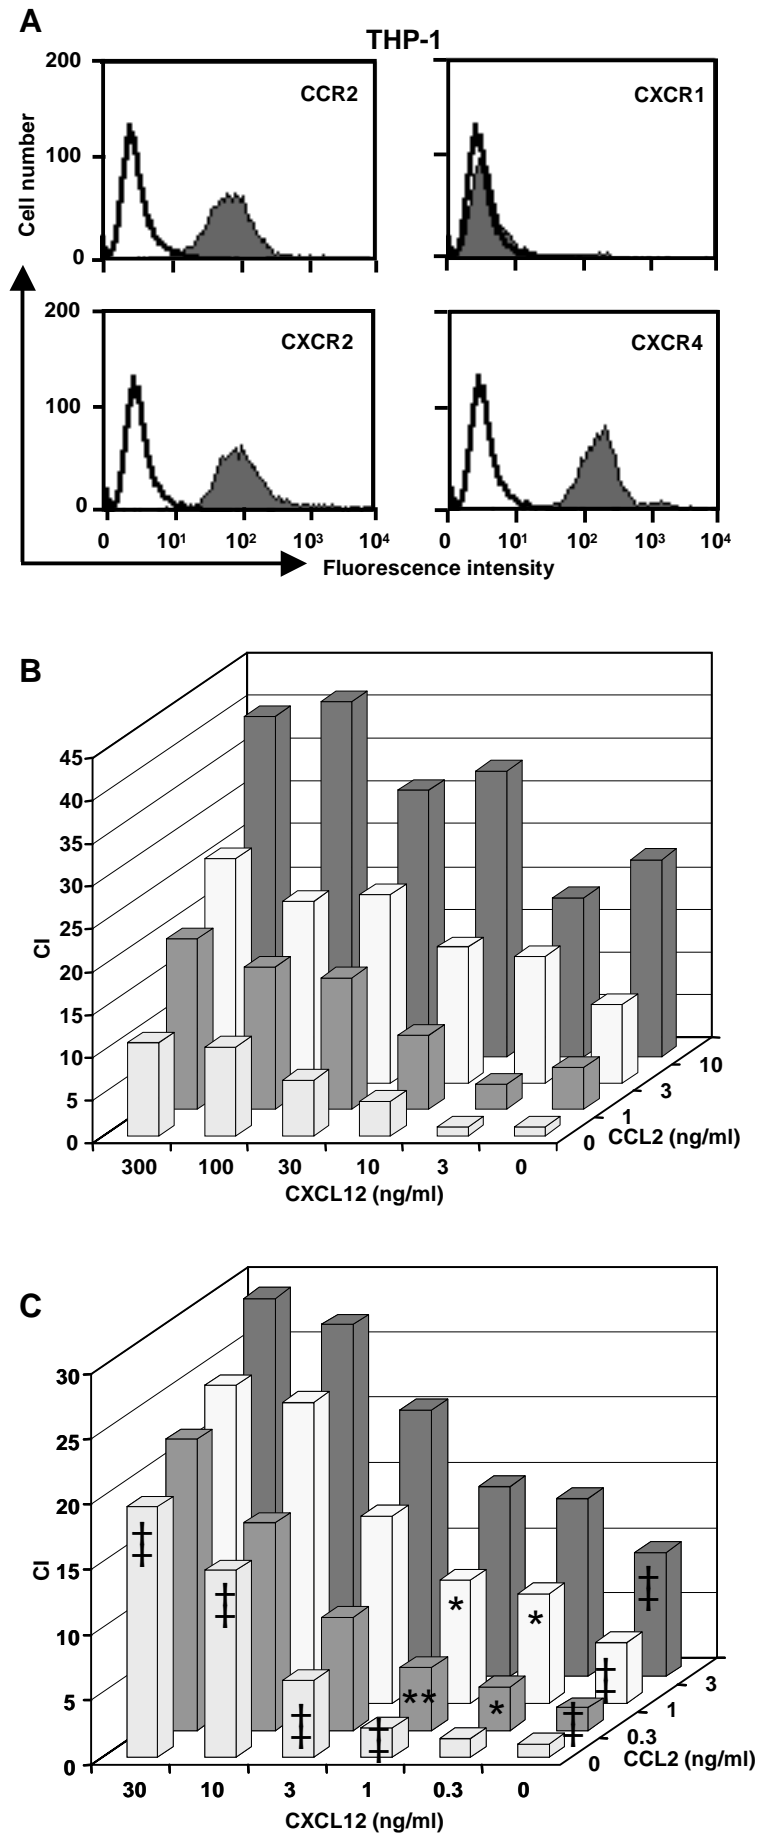 A
THP-1
200
CCR2
CXCR1
100
Cell number
0
200
CXCR2
CXCR4
100
0
0 10¹ 10² 10³ 10⁴
0 10¹ 10² 10³ 10⁴
Fluorescence intensity
B
45
40
35
30
25
20
15
10
5
0
CI
300 100 30 10 3 0
CXCL12 (ng/ml)
0 1 3 10
CCL2 (ng/ml)
C
30
25
20
15
10
5
0
CI
‡ ‡ ‡ ‡
** * ‡
* * ‡
‡
30 10 3 1 0.3 0
CXCL12 (ng/ml)
0 0.3 1 3
CCL2 (ng/ml)